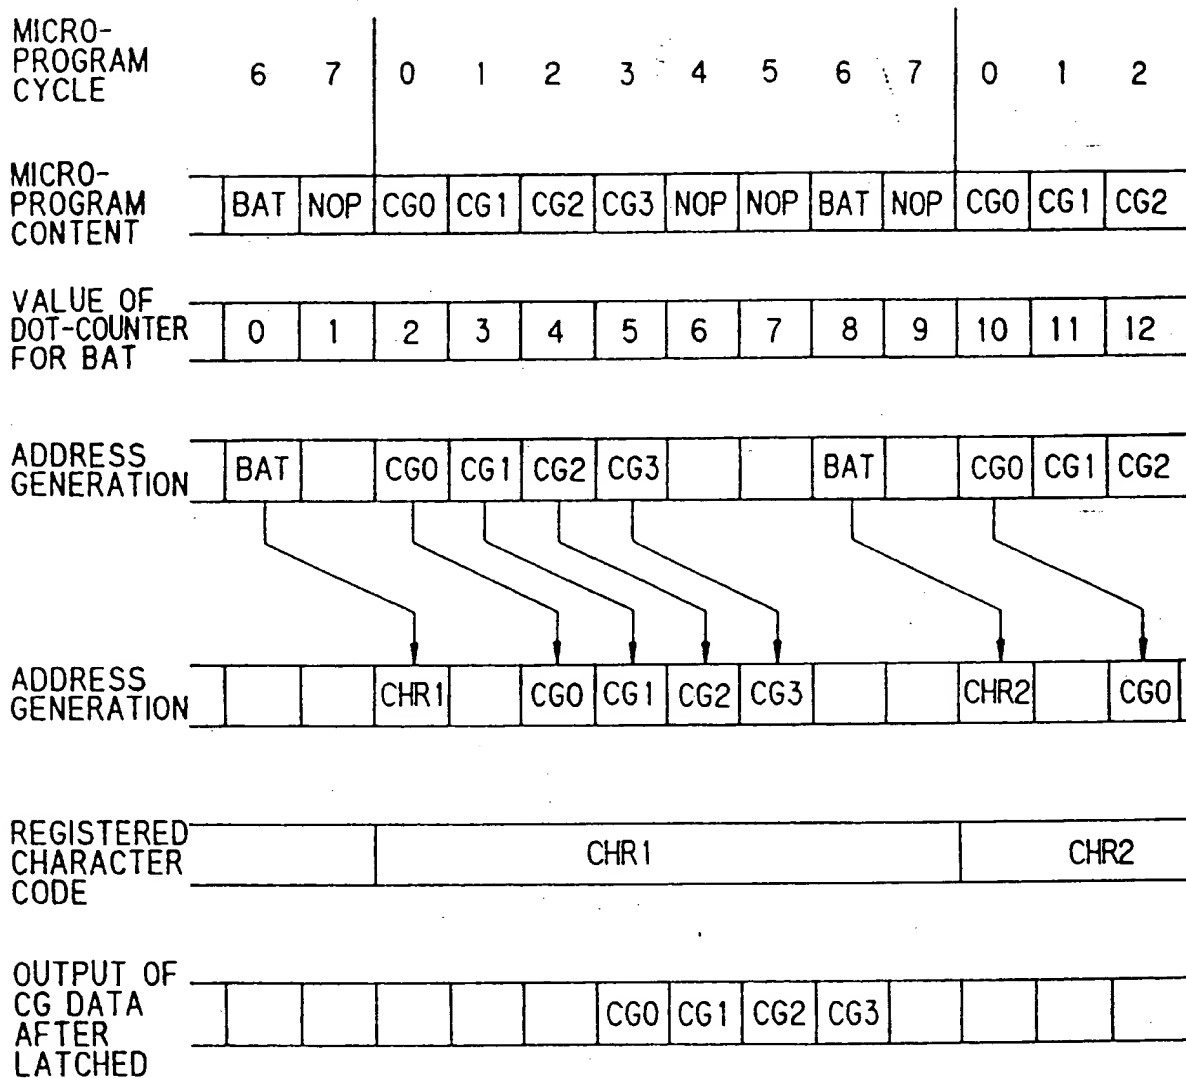 MICRO-
PROGRAM
CYCLE
6 7 0 1 2 3 4 5 6 7 0 1 2
MICRO-
PROGRAM
CONTENT
BAT NOP CG0 CG1 CG2 CG3 NOP NOP BAT NOP CG0 CG1 CG2
VALUE OF
DOT-COUNTER
FOR BAT
0 1 2 3 4 5 6 7 8 9 10 11 12
ADDRESS
GENERATION
BAT CG0 CG1 CG2 CG3 BAT CG0 CG1 CG2
ADDRESS
GENERATION
CHR1 CG0 CG1 CG2 CG3 CHR2 CG0
REGISTERED
CHARACTER
CODE
CHR1 CHR2
OUTPUT OF
CG DATA
AFTER
LATCHED
CG0 CG1 CG2 CG3